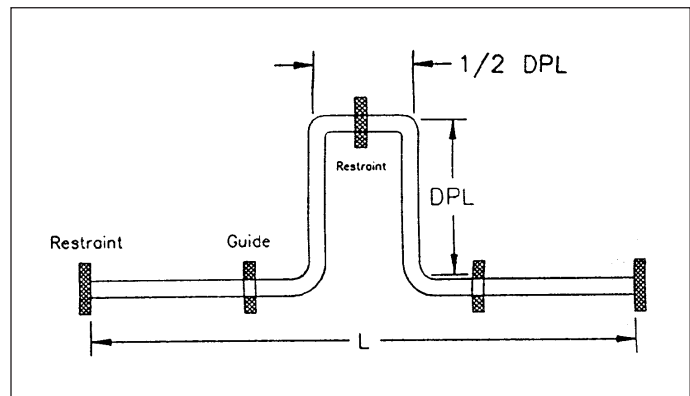 1/2 DPL
Restraint
DPL
Restraint
Guide
L